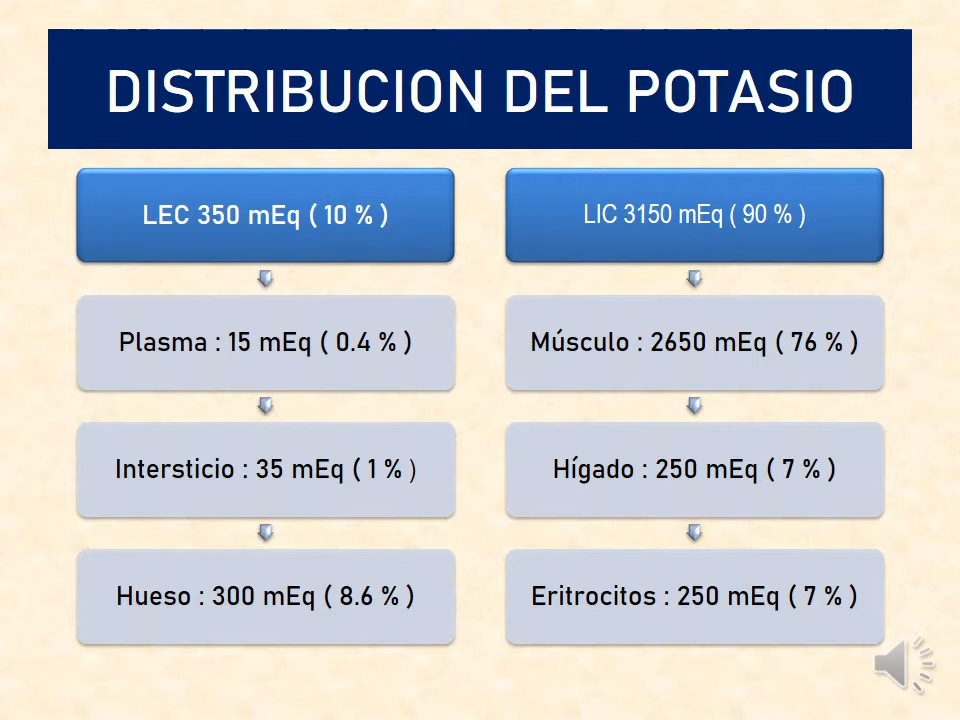 DISTRIBUCION DEL POTASIO
LEC 350 mEq ( 10 % )
Plasma : 15 mEq ( 0.4 % )
Intersticio : 35 mEq ( 1 % )
Hueso : 300 mEq ( 8.6 % )
LIC 3150 mEq ( 90 % )
Músculo : 2650 mEq ( 76 % )
Hígado : 250 mEq ( 7 % )
Eritrocitos : 250 mEq ( 7 % )